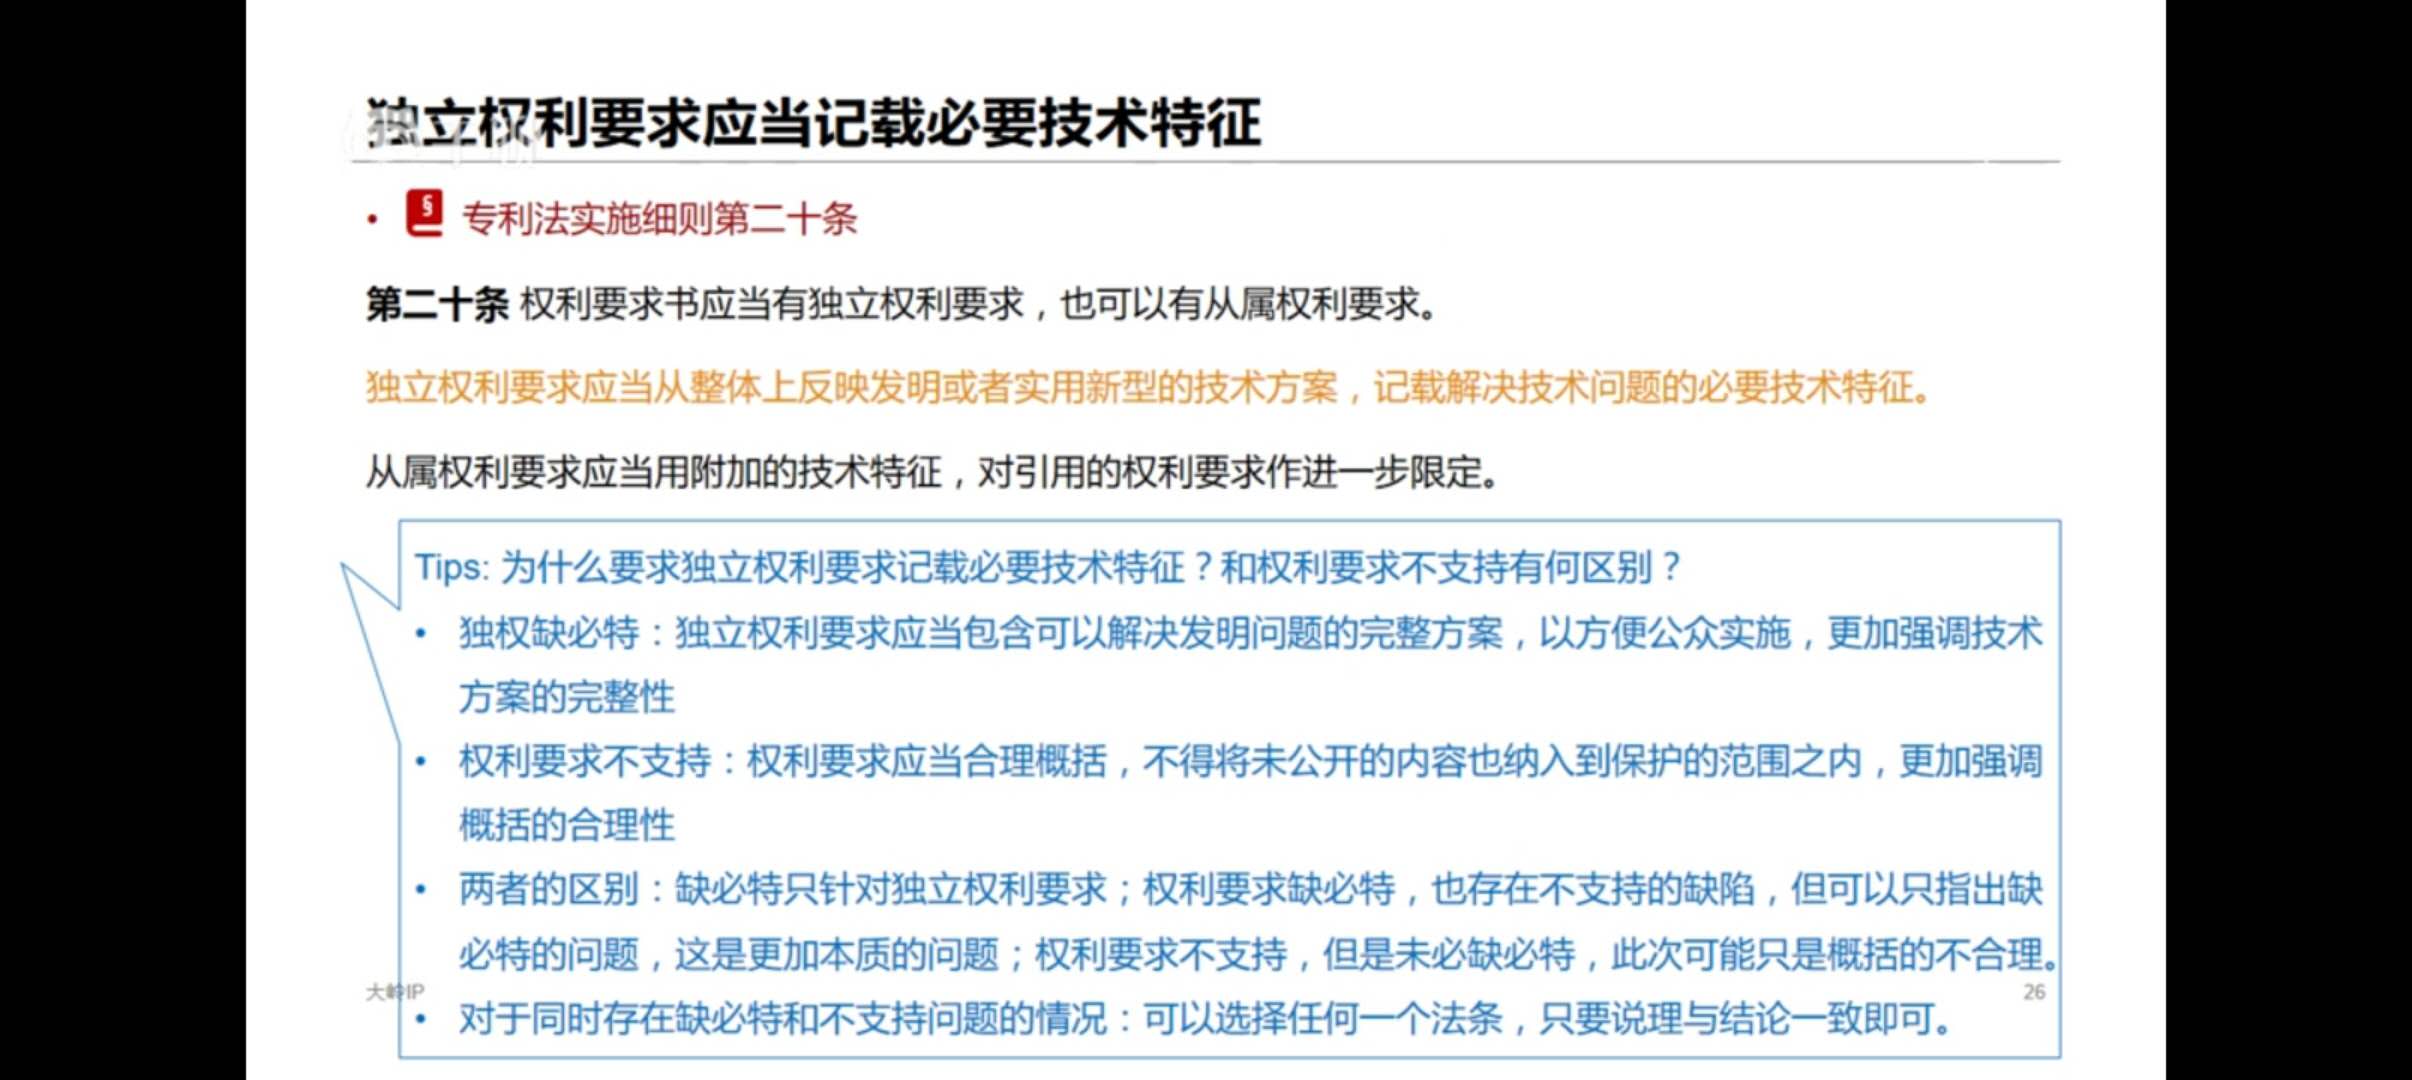 独立权利要求应当记载必要技术特征
• § 专利法实施细则第二十条
第二十条 权利要求书应当有独立权利要求，也可以有从属权利要求。
独立权利要求应当从整体上反映发明或者实用新型的技术方案，记载解决技术问题的必要技术特征。
从属权利要求应当用附加的技术特征，对引用的权利要求作进一步限定。
Tips: 为什么要求独立权利要求记载必要技术特征？和权利要求不支持有何区别？
• 独权缺必特：独立权利要求应当包含可以解决发明问题的完整方案，以方便公众实施，更加强调技术
方案的完整性
• 权利要求不支持：权利要求应当合理概括，不得将未公开的内容也纳入到保护的范围之内，更加强调
概括的合理性
• 两者的区别：缺必特只针对独立权利要求；权利要求缺必特，也存在不支持的缺陷，但可以只指出缺
必特的问题，这是更加本质的问题；权利要求不支持，但是未必缺必特，此次可能只是概括的不合理。
• 对于同时存在缺必特和不支持问题的情况：可以选择任何一个法条，只要说理与结论一致即可。
大岭IP
26